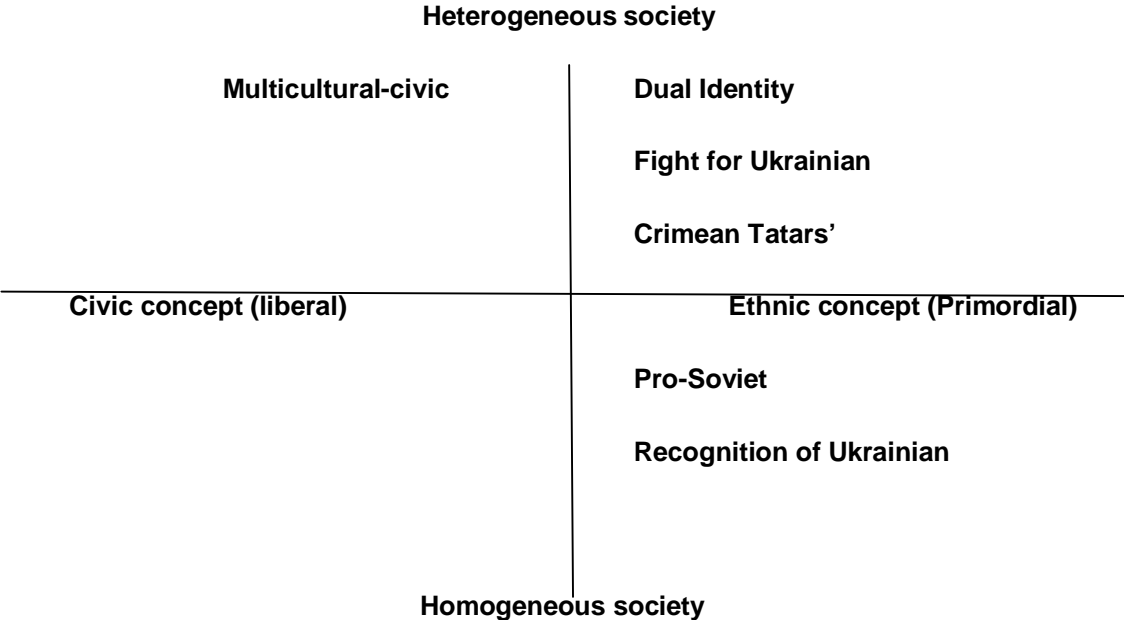 Heterogeneous society
Multicultural-civic
Dual Identity
Fight for Ukrainian
Crimean Tatars’
Civic concept (liberal)
Ethnic concept (Primordial)
Pro-Soviet
Recognition of Ukrainian
Homogeneous society